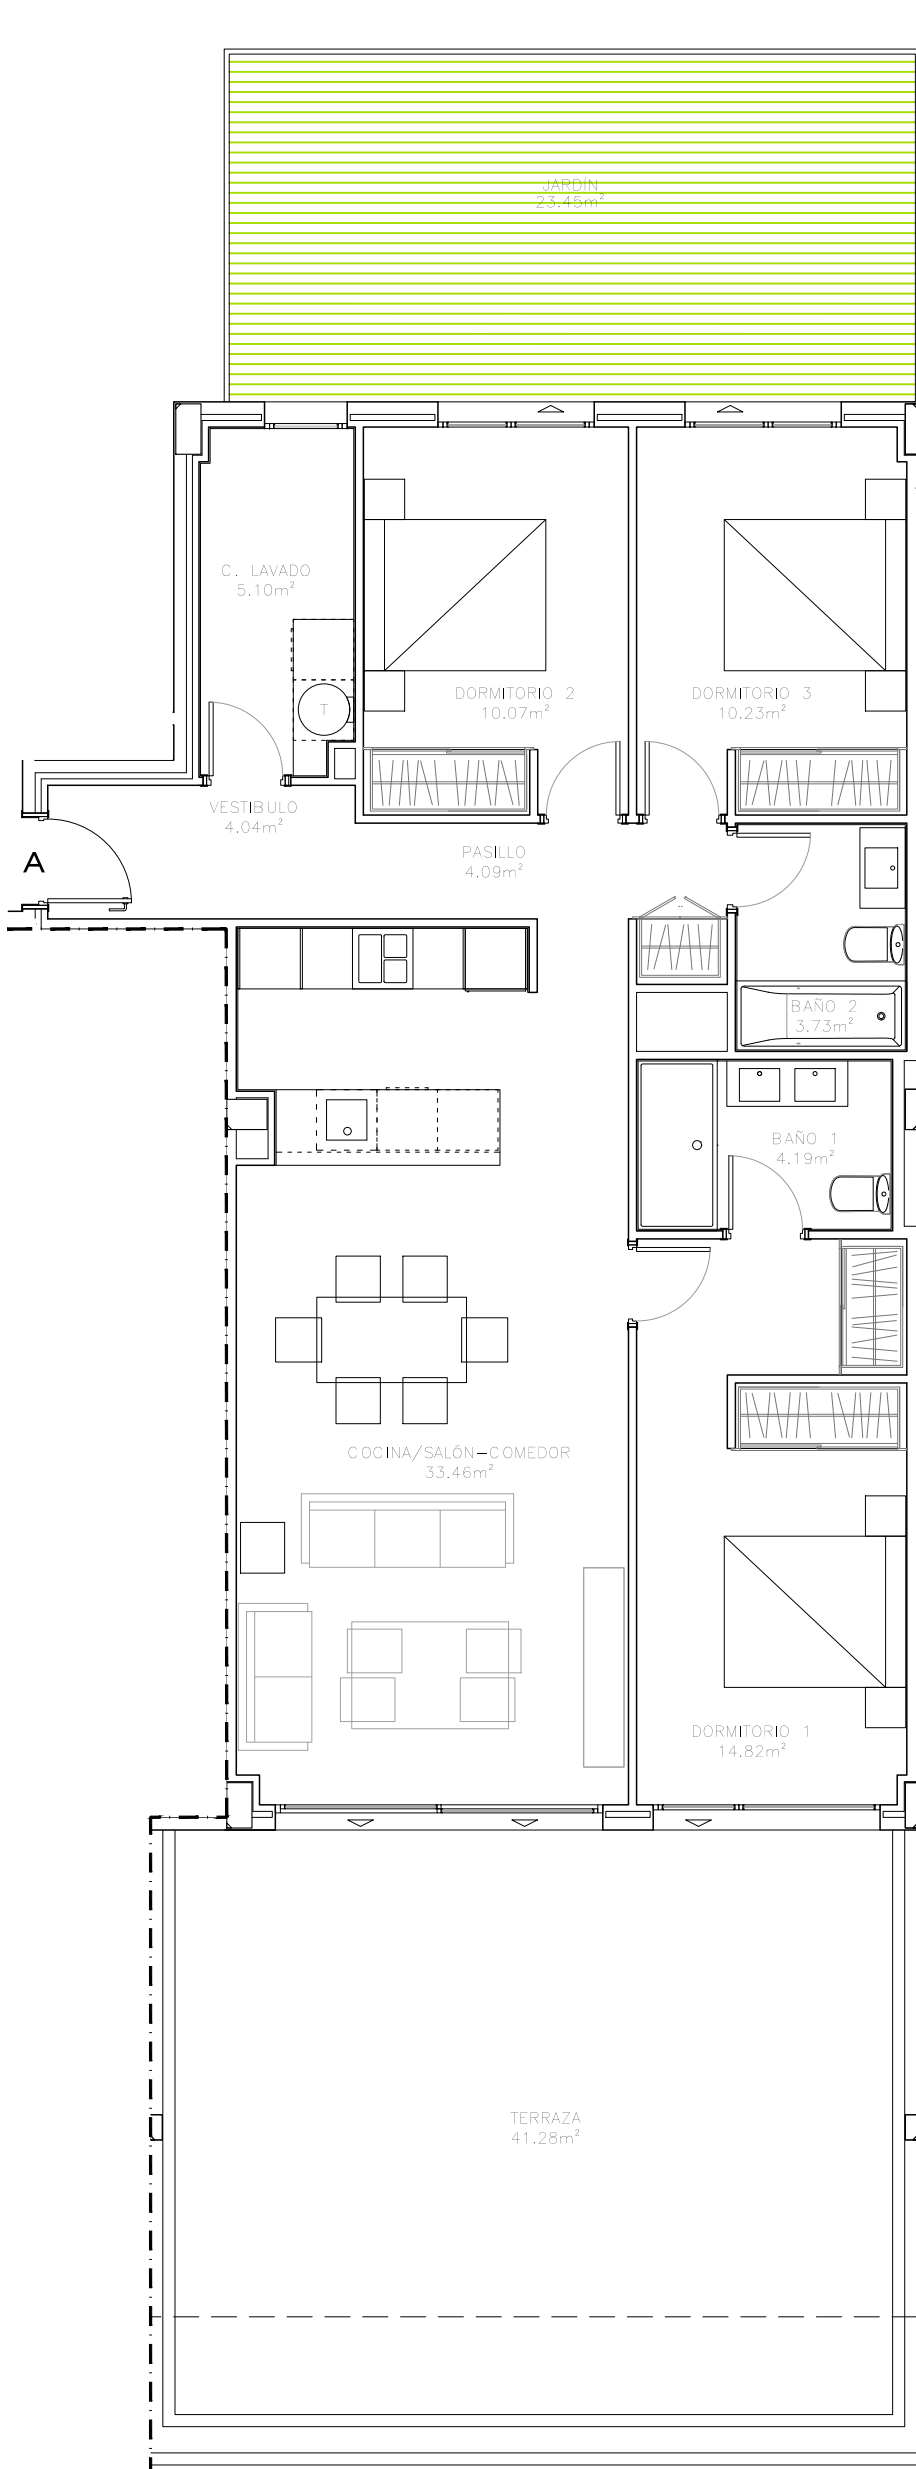 JARDÍN
23.45m²
C. LAVADO
5.10m²
T
DORMITORIO 2
10.07m²
DORMITORIO 3
10.23m²
VESTIBULO
4.04m²
A
PASILLO
4.09m²
BAÑO 2
3.73m²
BAÑO 1
4.19m²
COCINA/SALÓN-COMEDOR
33.46m²
DORMITORIO 1
14.82m²
TERRAZA
41.28m²